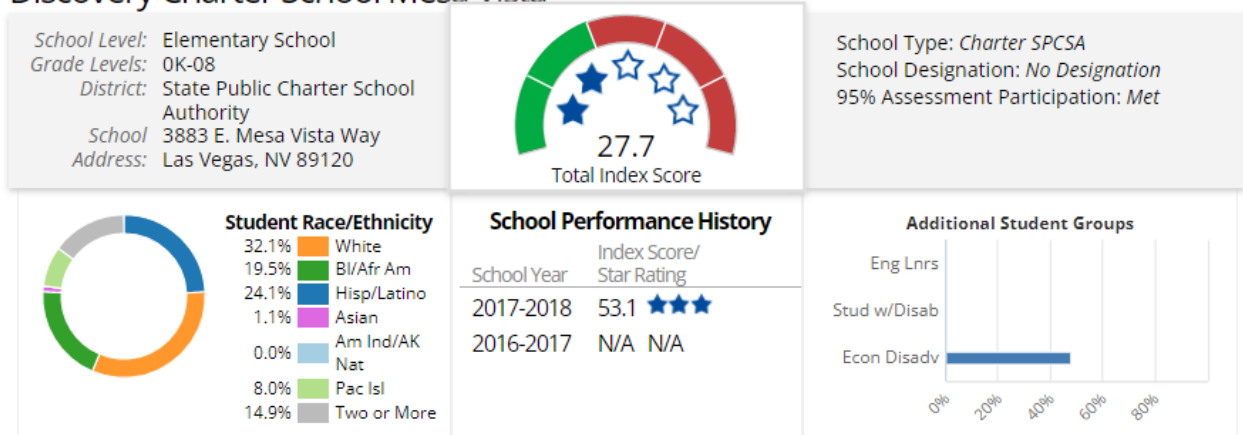 Discovery Charter School Mesa Vista
School Level: Elementary School
Grade Levels: 0K-08
District: State Public Charter School
Authority
School 3883 E. Mesa Vista Way
Address: Las Vegas, NV 89120
27.7
Total Index Score
School Type: Charter SPCSA
School Designation: No Designation
95% Assessment Participation: Met
Student Race/Ethnicity
32.1% White
19.5% Bl/Afr Am
24.1% Hisp/Latino
1.1% Asian
0.0% Am Ind/AK
Nat
8.0% Pac Isl
14.9% Two or More
School Performance History
Index Score/
School Year Star Rating
2017-2018 53.1
2016-2017 N/A N/A
Additional Student Groups
Eng Lnrs
Stud w/Disab
Econ Disadv
0% 20% 40% 60% 80%